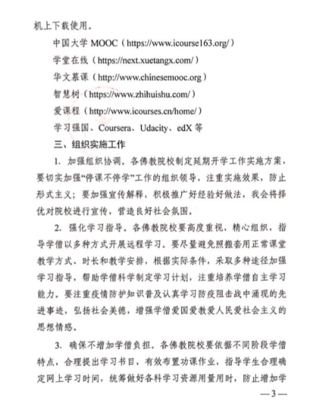 机上下载使用。
中国大学 MOOC（https://www.icourse163.org/）
学堂在线（https://next.xuetangx.com/）
华文慕课（http://www.chinesemooc.org）
智慧树（https://www.zhihuishu.com/）
爱课程（http://www.icourses.cn/home/）
学习强国、Coursera、Udacity、edX 等
三、组织实施工作
1. 加强组织协调。各佛教院校制定延期开学工作实施方案，
要切实加强“停课不停学”工作的组织领导，注重实施效果，防止
形式主义；要加强宣传解释，积极推广好经验好做法，我会将择
优对院校进行宣传，营造良好社会氛围。
2. 强化学习指导。各佛教院校要高度重视、精心组织，指
导学僧以多种方式开展远程学习。要尽量避免照搬套用正常课堂
教学方式、时长和教学安排，根据实际条件，采取多种途径加强
学习指导，帮助学僧科学制定学习计划，注重培养学僧自主学习
能力。要注重疫情防护知识普及认真学习防疫阻击战中涌现的先
进事迹，弘扬社会美德，增强学僧爱国爱教爱人民爱社会主义的
思想情感。
3. 确保不增加学僧负担。各佛教院校要依据不同阶段学僧
特点，合理提出学习书目、有效布置功课作业，指导学生合理确
定网上学习时间，统筹做好各科学习资源用量用时，防止增加学
—3—